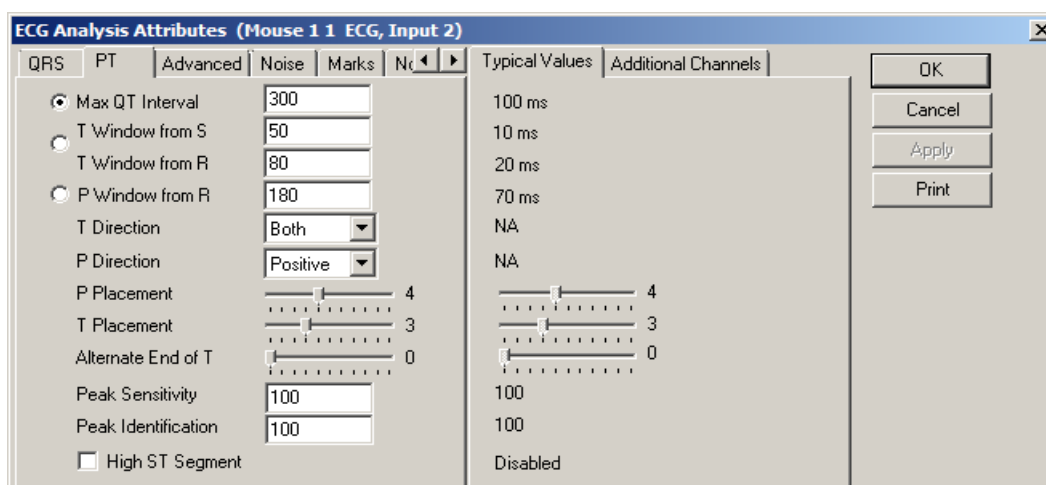 ECG Analysis Attributes (Mouse 1 1 ECG, Input 2)
QRS PT Advanced Noise Marks
Typical Values Additional Channels
OK
Cancel
Apply
Print
Max QT Interval 300 100 ms
T Window from S 50 10 ms
T Window from R 80 20 ms
P Window from R 180 70 ms
T Direction Both NA
P Direction Positive NA
P Placement 4 4
T Placement 3 3
Alternate End of T 0 0
Peak Sensitivity 100 100
Peak Identification 100 100
High ST Segment Disabled